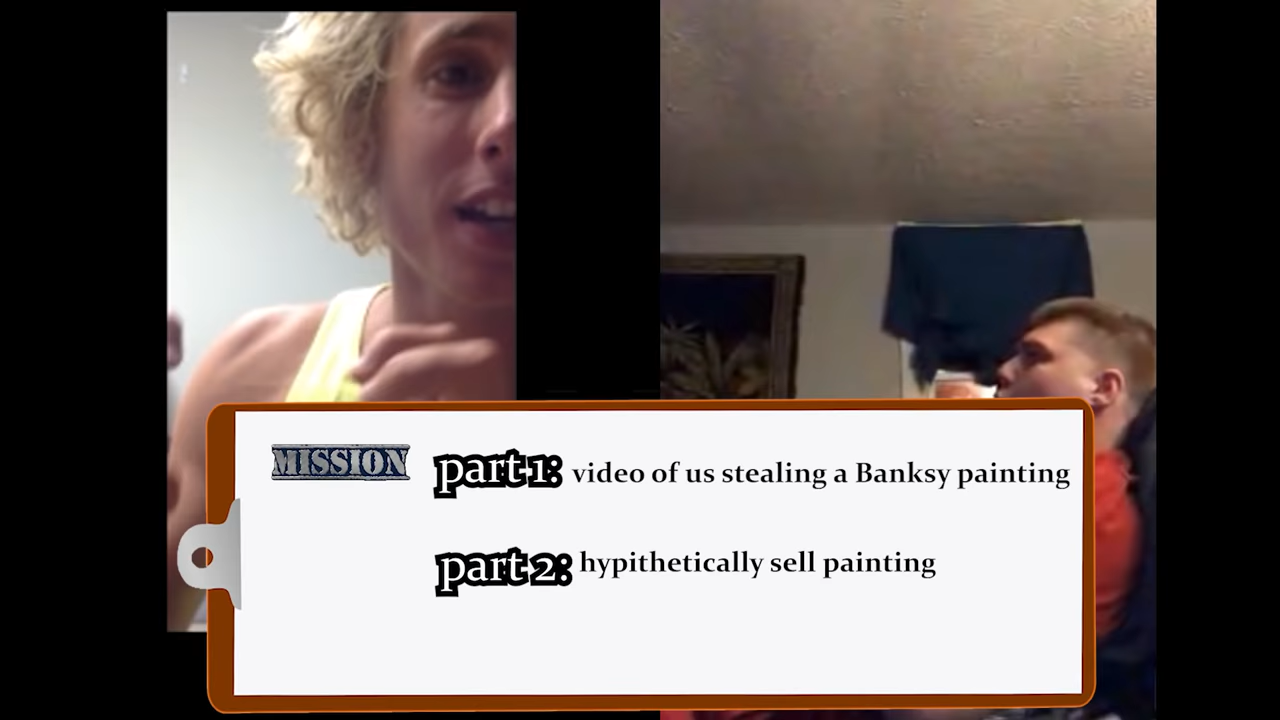 MISSION part 1: video of us stealing a Banksy painting
part 2: hypithetically sell painting